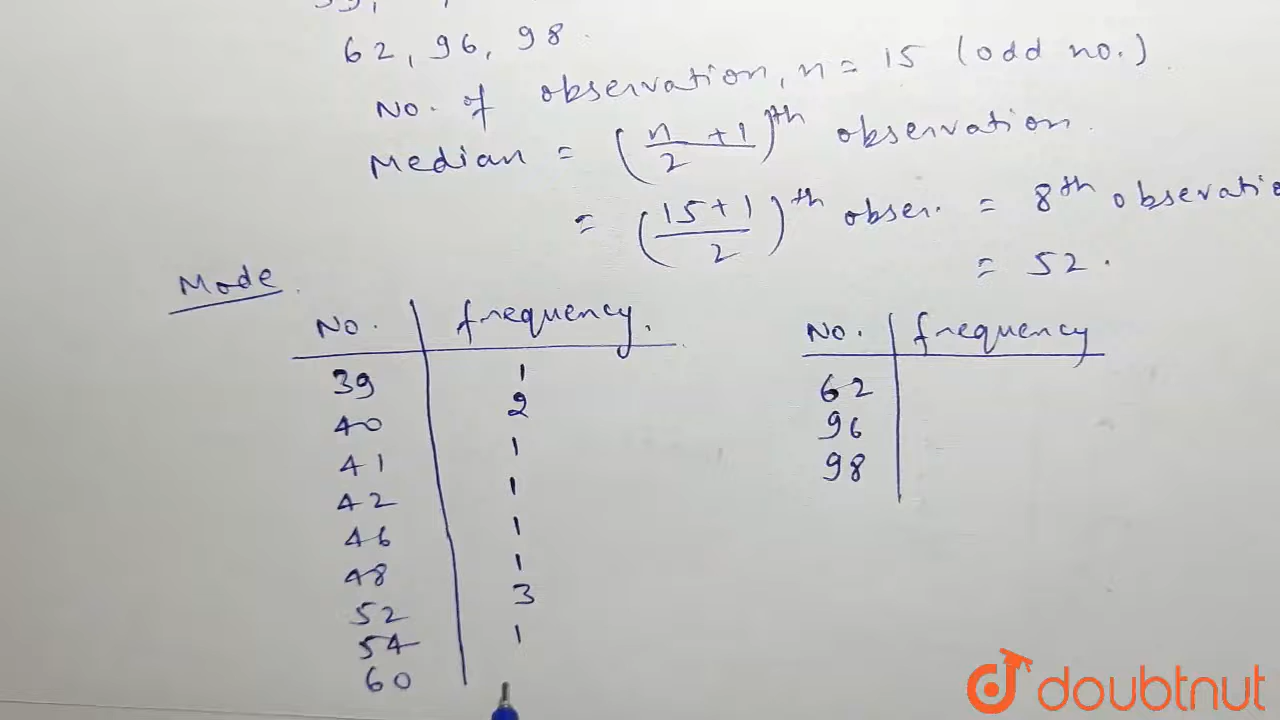 39,
62, 96, 98.
No. of observation, n = 15 (odd no.)
Median = (n/2 +1)th observation.
= (15+1/2)th obser. = 8th observatio
= 52.
Mode.
No. | frequency.
39 | 1
40 | 2
41 | 1
42 | 1
46 | 1
48 | 1
52 | 3
54 | 1
60
No. | frequency
62
96
98
doubtnut